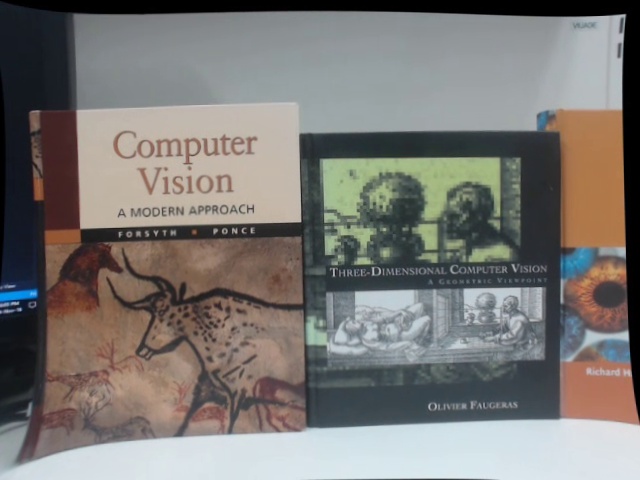 Computer
Vision
A MODERN APPROACH
FORSYTH • PONCE
THREE-DIMENSIONAL COMPUTER VISION
A GEOMETRIC VIEWPOINT
OLIVIER FAUGERAS
Richard H